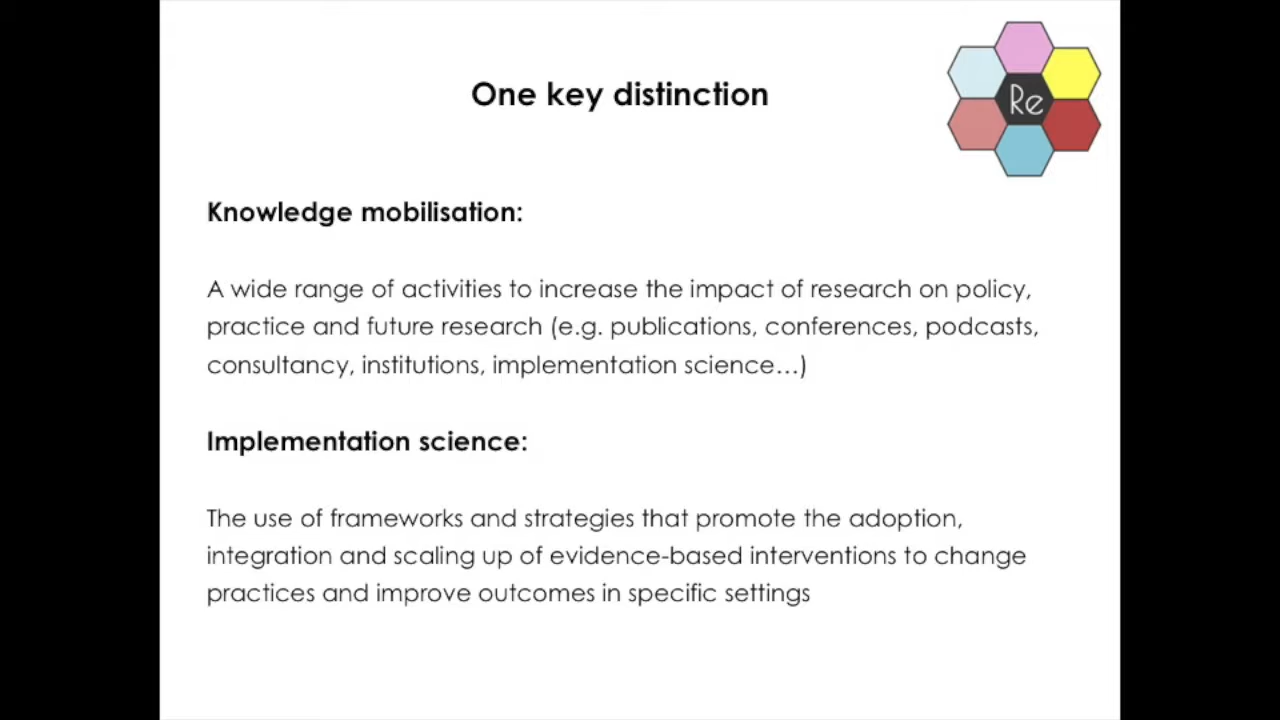 One key distinction
Re
Knowledge mobilisation:
A wide range of activities to increase the impact of research on policy,
practice and future research (e.g. publications, conferences, podcasts,
consultancy, institutions, implementation science…)
Implementation science:
The use of frameworks and strategies that promote the adoption,
integration and scaling up of evidence-based interventions to change
practices and improve outcomes in specific settings